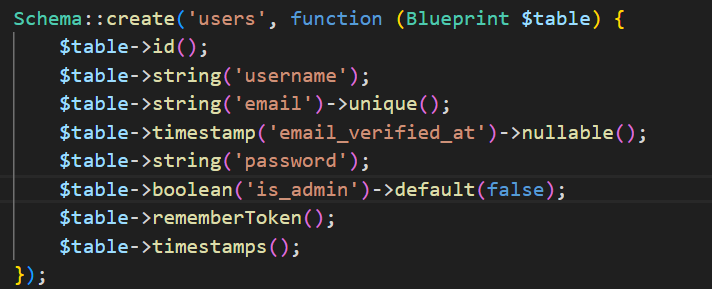 Schema::create('users', function (Blueprint $table) {
    $table->id();
    $table->string('username');
    $table->string('email')->unique();
    $table->timestamp('email_verified_at')->nullable();
    $table->string('password');
    $table->boolean('is_admin')->default(false);
    $table->rememberToken();
    $table->timestamps();
});